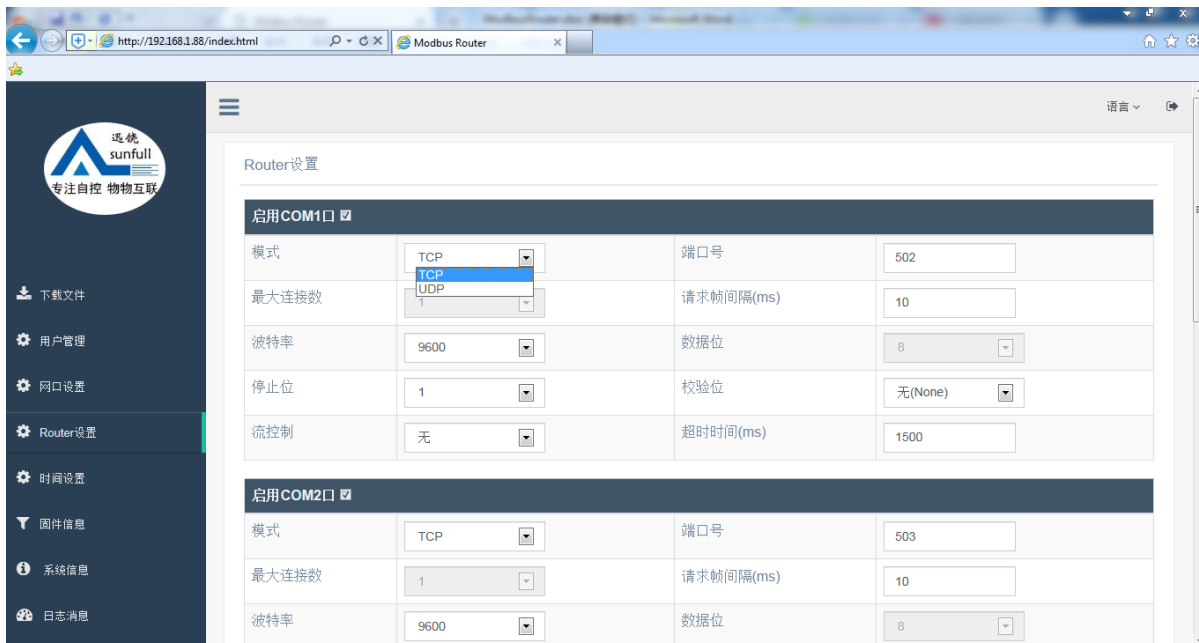 http://192.168.1.88/index.html
Modbus Router
语言
迅饶
sunfull
专注自控 物物互联
Router设置
启用COM1口
模式 TCP 端口号 502
TCP
UDP
最大连接数 1 请求帧间隔(ms) 10
波特率 9600 数据位 8
停止位 1 校验位 无(None)
流控制 无 超时时间(ms) 1500
启用COM2口
模式 TCP 端口号 503
最大连接数 1 请求帧间隔(ms) 10
波特率 9600 数据位 8
下载文件
用户管理
网口设置
Router设置
时间设置
固件信息
系统信息
日志消息